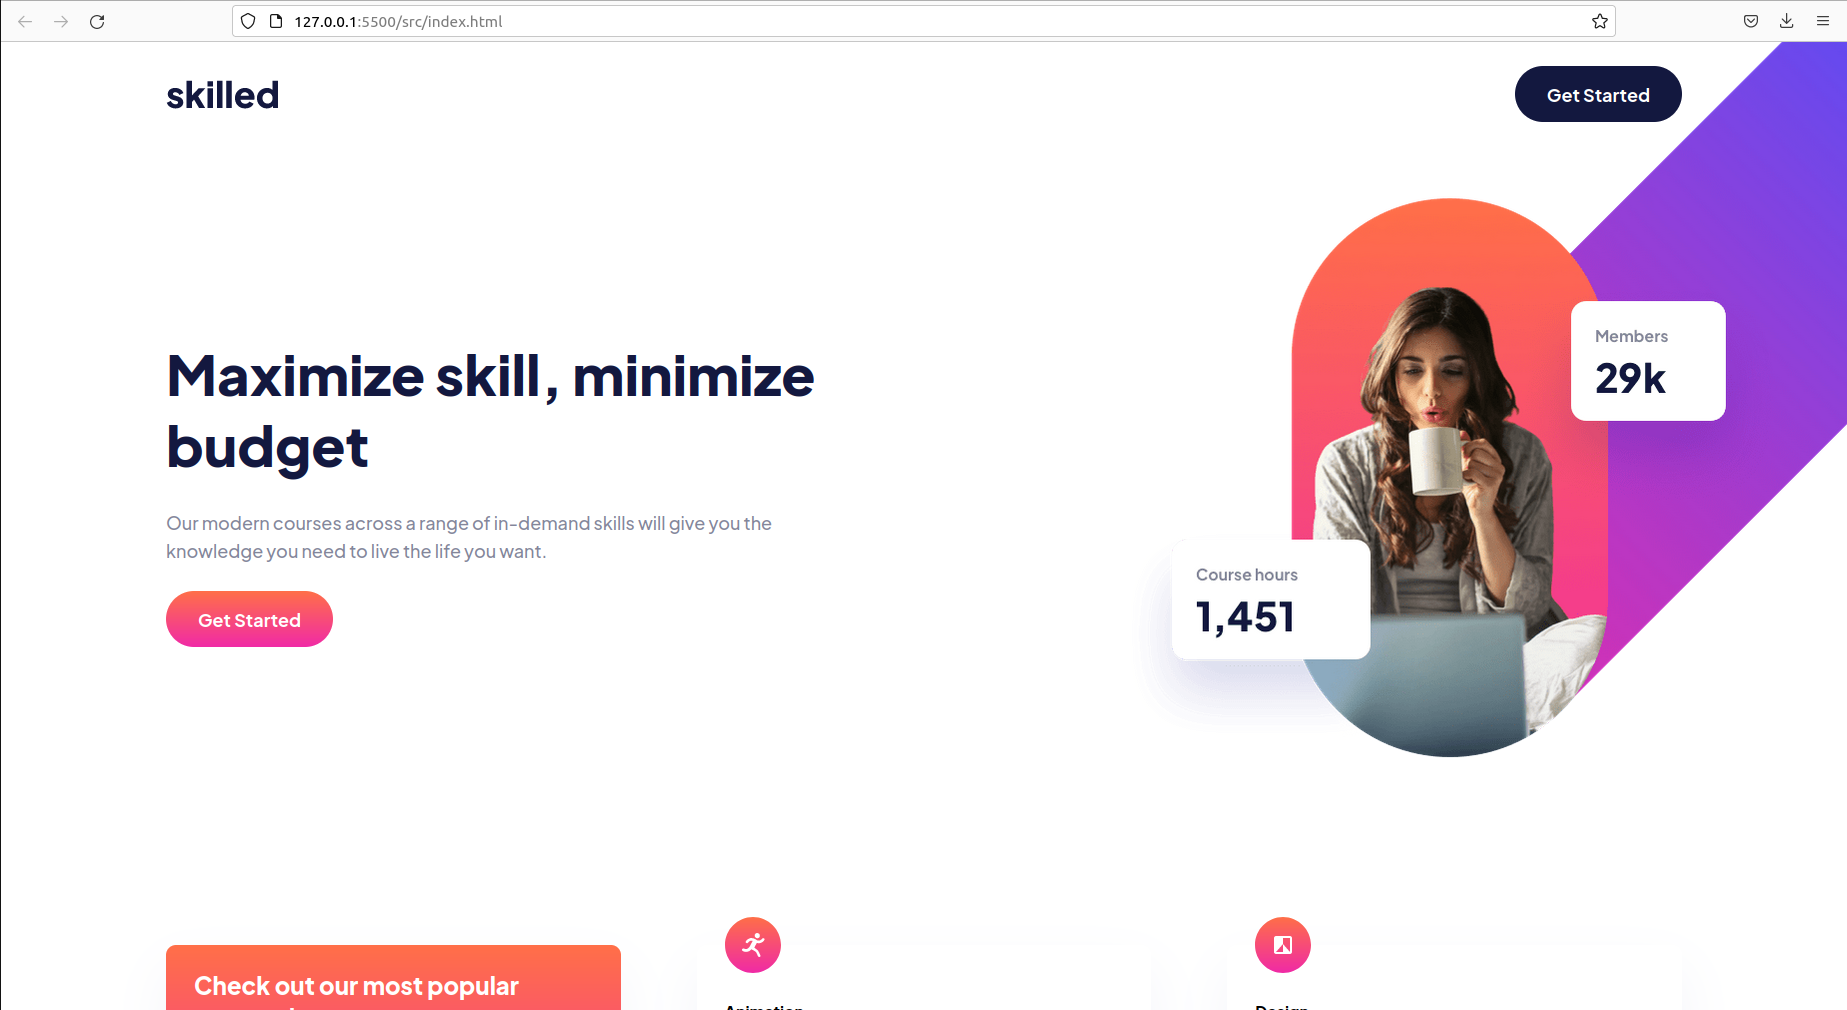 127.0.0.1:5500/src/index.html
skilled
Get Started
Maximize skill, minimize
budget
Our modern courses across a range of in-demand skills will give you the
knowledge you need to live the life you want.
Get Started
Members
29k
Course hours
1,451
Check out our most popular
Animation
Design